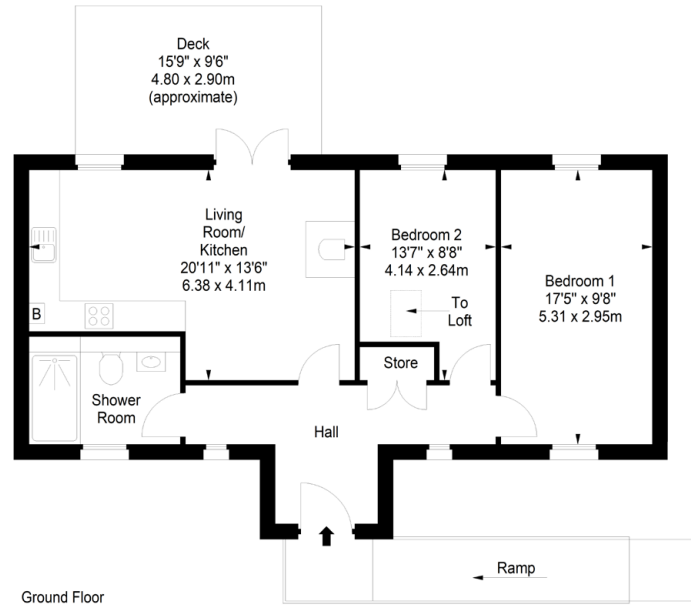 Deck
15'9" x 9'6"
4.80 x 2.90m
(approximate)
Living
Room/
Kitchen
20'11" x 13'6"
6.38 x 4.11m
Bedroom 2
13'7" x 8'8"
4.14 x 2.64m
To
Loft
Bedroom 1
17'5" x 9'8"
5.31 x 2.95m
B
Store
Shower
Room
Hall
Ramp
Ground Floor